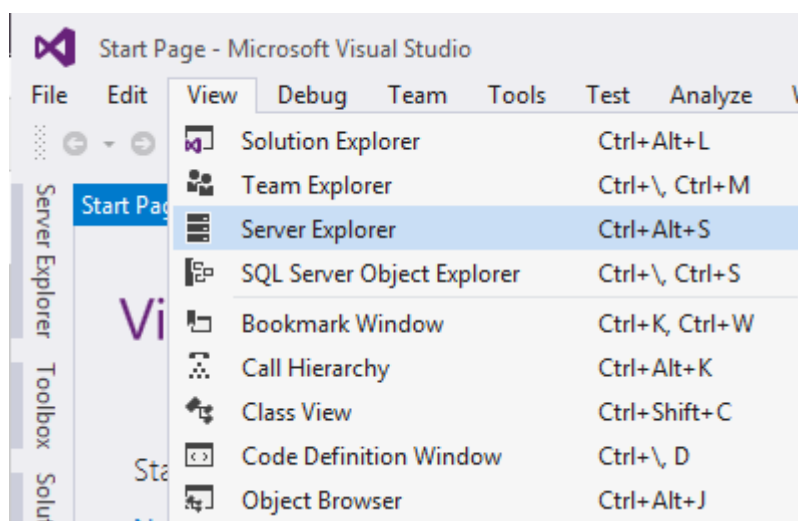 Start Page - Microsoft Visual Studio
File Edit View Debug Team Tools Test Analyze
Solution Explorer Ctrl+Alt+L
Team Explorer Ctrl+\, Ctrl+M
Server Explorer Ctrl+Alt+S
SQL Server Object Explorer Ctrl+\, Ctrl+S
Bookmark Window Ctrl+K, Ctrl+W
Call Hierarchy Ctrl+Alt+K
Class View Ctrl+Shift+C
Code Definition Window Ctrl+\, D
Object Browser Ctrl+Alt+J
Server Explorer
Toolbox
Start
Vi